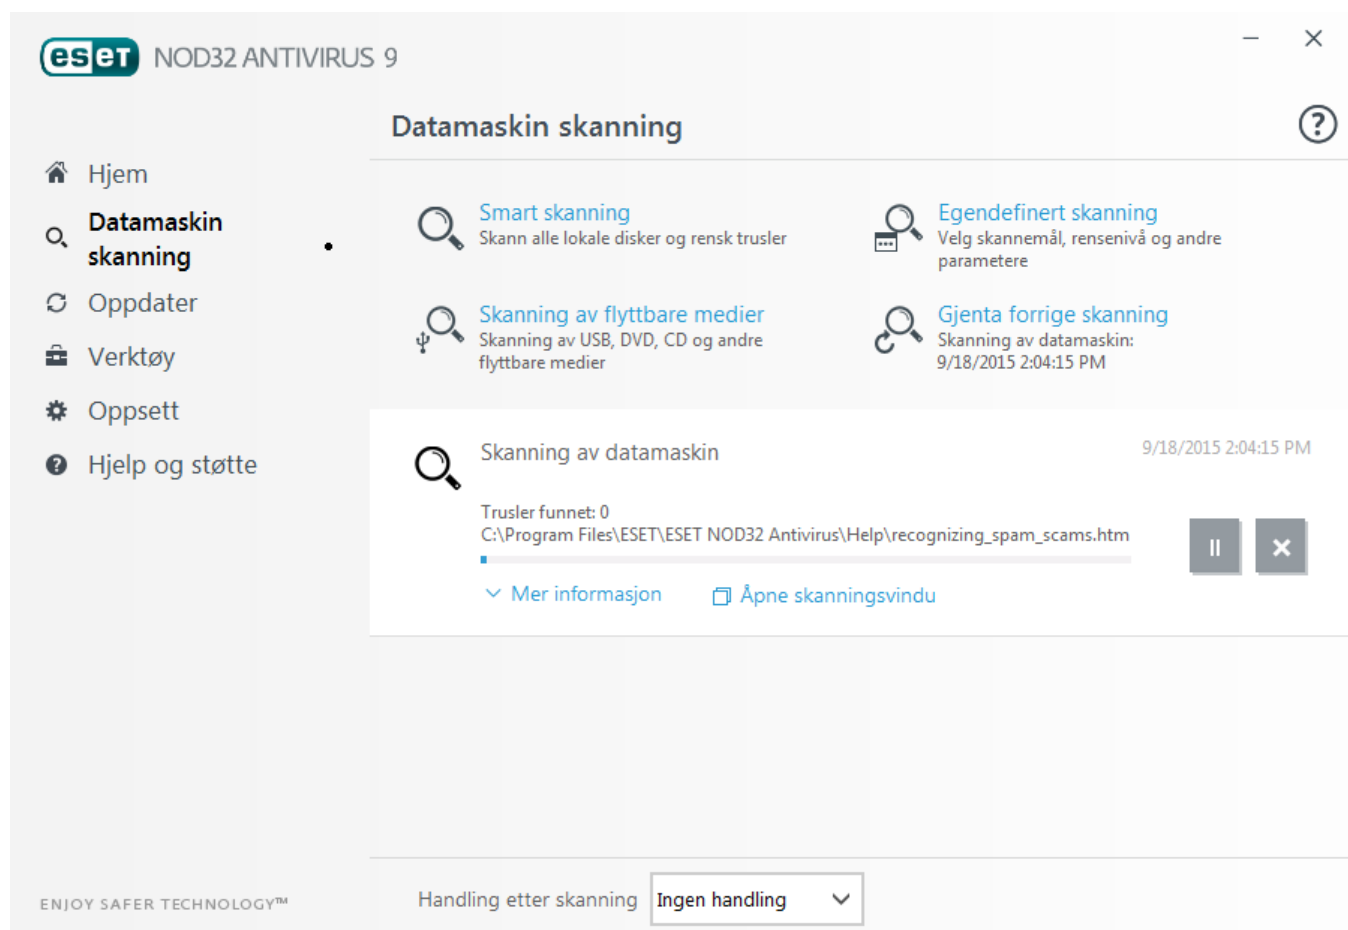 eset NOD32 ANTIVIRUS 9
Datamaskin skanning
Hjem
Datamaskin
skanning
Oppdater
Verktøy
Oppsett
Hjelp og støtte
Smart skanning
Skann alle lokale disker og rensk trusler
Egendefinert skanning
Velg skannemål, rensenivå og andre
parametere
Skanning av flyttbare medier
Skanning av USB, DVD, CD og andre
flyttbare medier
Gjenta forrige skanning
Skanning av datamaskin:
9/18/2015 2:04:15 PM
Skanning av datamaskin
9/18/2015 2:04:15 PM
Trusler funnet: 0
C:\Program Files\ESET\ESET NOD32 Antivirus\Help\recognizing_spam_scams.htm
Mer informasjon
Åpne skanningsvindu
Handling etter skanning Ingen handling
ENJOY SAFER TECHNOLOGY™